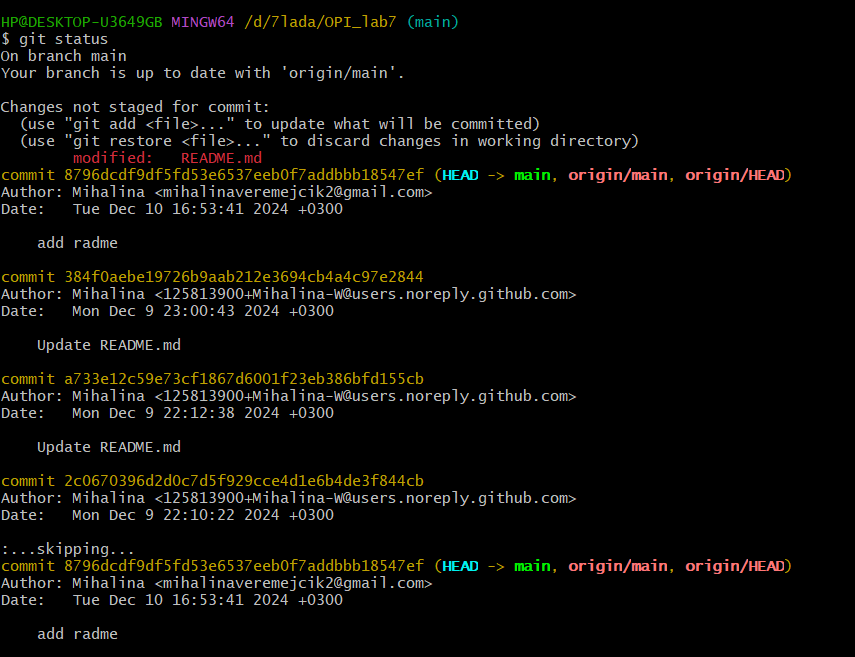 HP@DESKTOP-U3649GB MINGW64 /d/7lada/OPI_lab7 (main)
$ git status
On branch main
Your branch is up to date with 'origin/main'.

Changes not staged for commit:
  (use "git add <file>..." to update what will be committed)
  (use "git restore <file>..." to discard changes in working directory)
        modified:   README.md
commit 8796dcdf9df5fd53e6537eeb0f7addbbb18547ef (HEAD -> main, origin/main, origin/HEAD)
Author: Mihalina <mihalinaveremejcik2@gmail.com>
Date:   Tue Dec 10 16:53:41 2024 +0300

    add radme

commit 384f0aebe19726b9aab212e3694cb4a4c97e2844
Author: Mihalina <125813900+Mihalina-W@users.noreply.github.com>
Date:   Mon Dec 9 23:00:43 2024 +0300

    Update README.md

commit a733e12c59e73cf1867d6001f23eb386bfd155cb
Author: Mihalina <125813900+Mihalina-W@users.noreply.github.com>
Date:   Mon Dec 9 22:12:38 2024 +0300

    Update README.md

commit 2c0670396d2d0c7d5f929cce4d1e6b4de3f844cb
Author: Mihalina <125813900+Mihalina-W@users.noreply.github.com>
Date:   Mon Dec 9 22:10:22 2024 +0300

:...skipping...
commit 8796dcdf9df5fd53e6537eeb0f7addbbb18547ef (HEAD -> main, origin/main, origin/HEAD)
Author: Mihalina <mihalinaveremejcik2@gmail.com>
Date:   Tue Dec 10 16:53:41 2024 +0300

    add radme